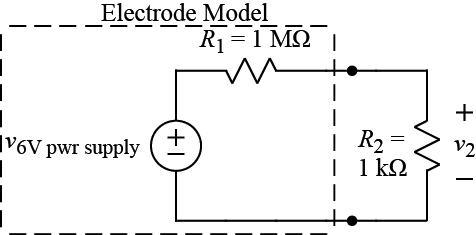 Electrode Model
R1 = 1 MΩ
v6V pwr supply
+
−
R2 =
1 kΩ
+
v2
−